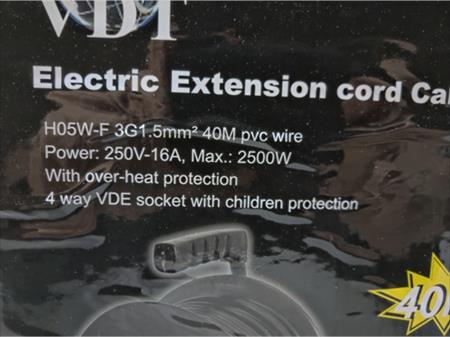 VDT
Electric Extension cord Ca
H05W-F 3G1.5mm² 40M pvc wire
Power: 250V-16A, Max.: 2500W
With over-heat protection
4 way VDE socket with children protection
40